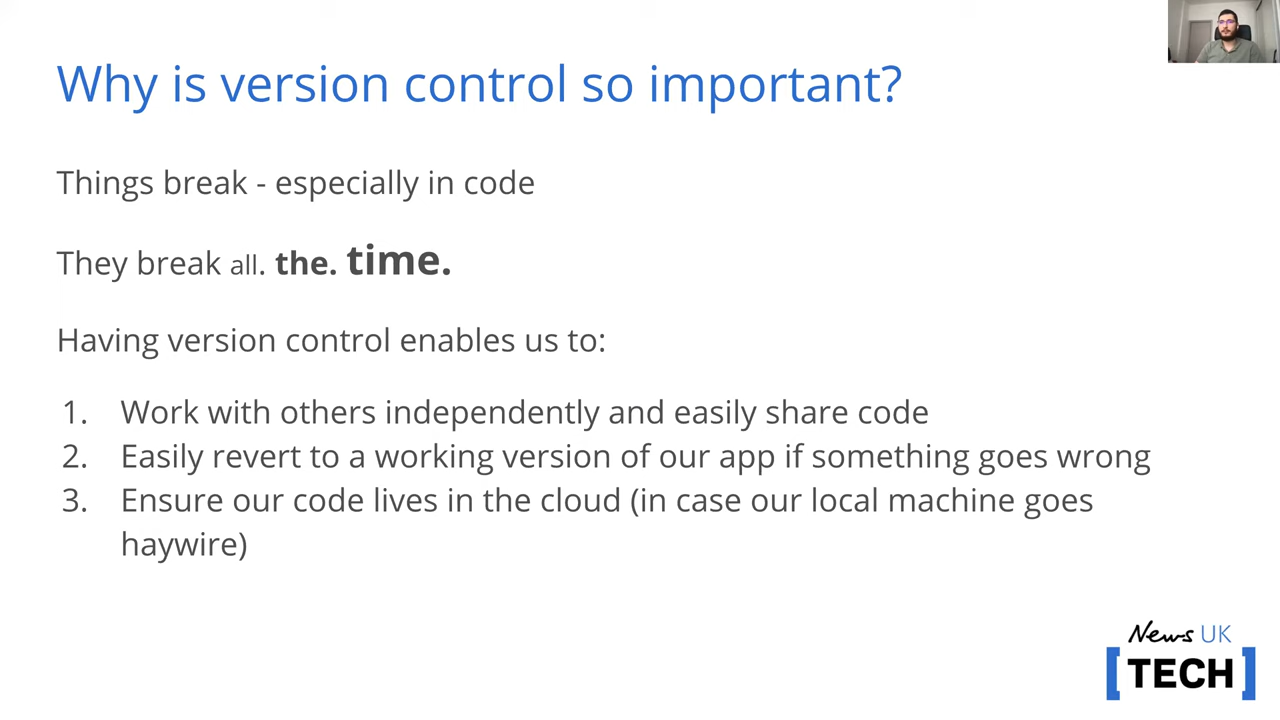 Why is version control so important?
Things break - especially in code
They break all. the. time.
Having version control enables us to:
1. Work with others independently and easily share code
2. Easily revert to a working version of our app if something goes wrong
3. Ensure our code lives in the cloud (in case our local machine goes
haywire)
News UK
[TECH]